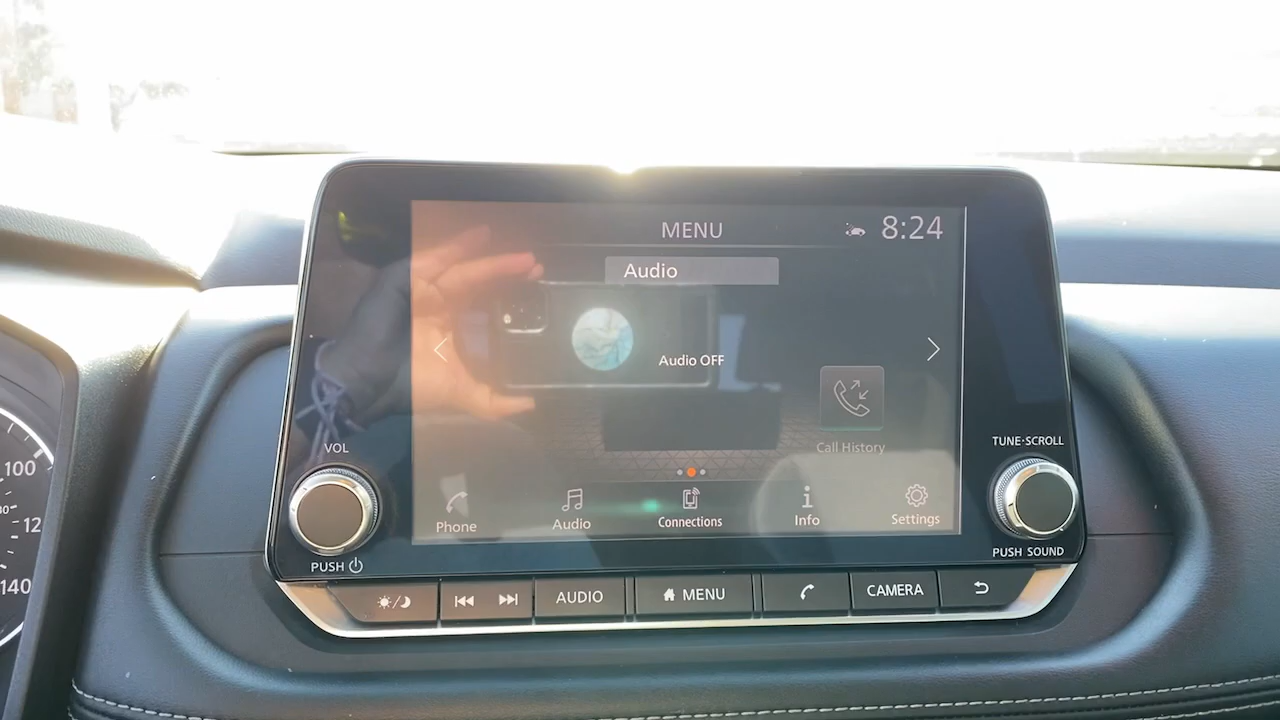 MENU
8:24
Audio
Audio OFF
Call History
Phone
Audio
Connections
Info
Settings
VOL
PUSH
TUNE·SCROLL
PUSH SOUND
AUDIO
MENU
CAMERA
100
12
140